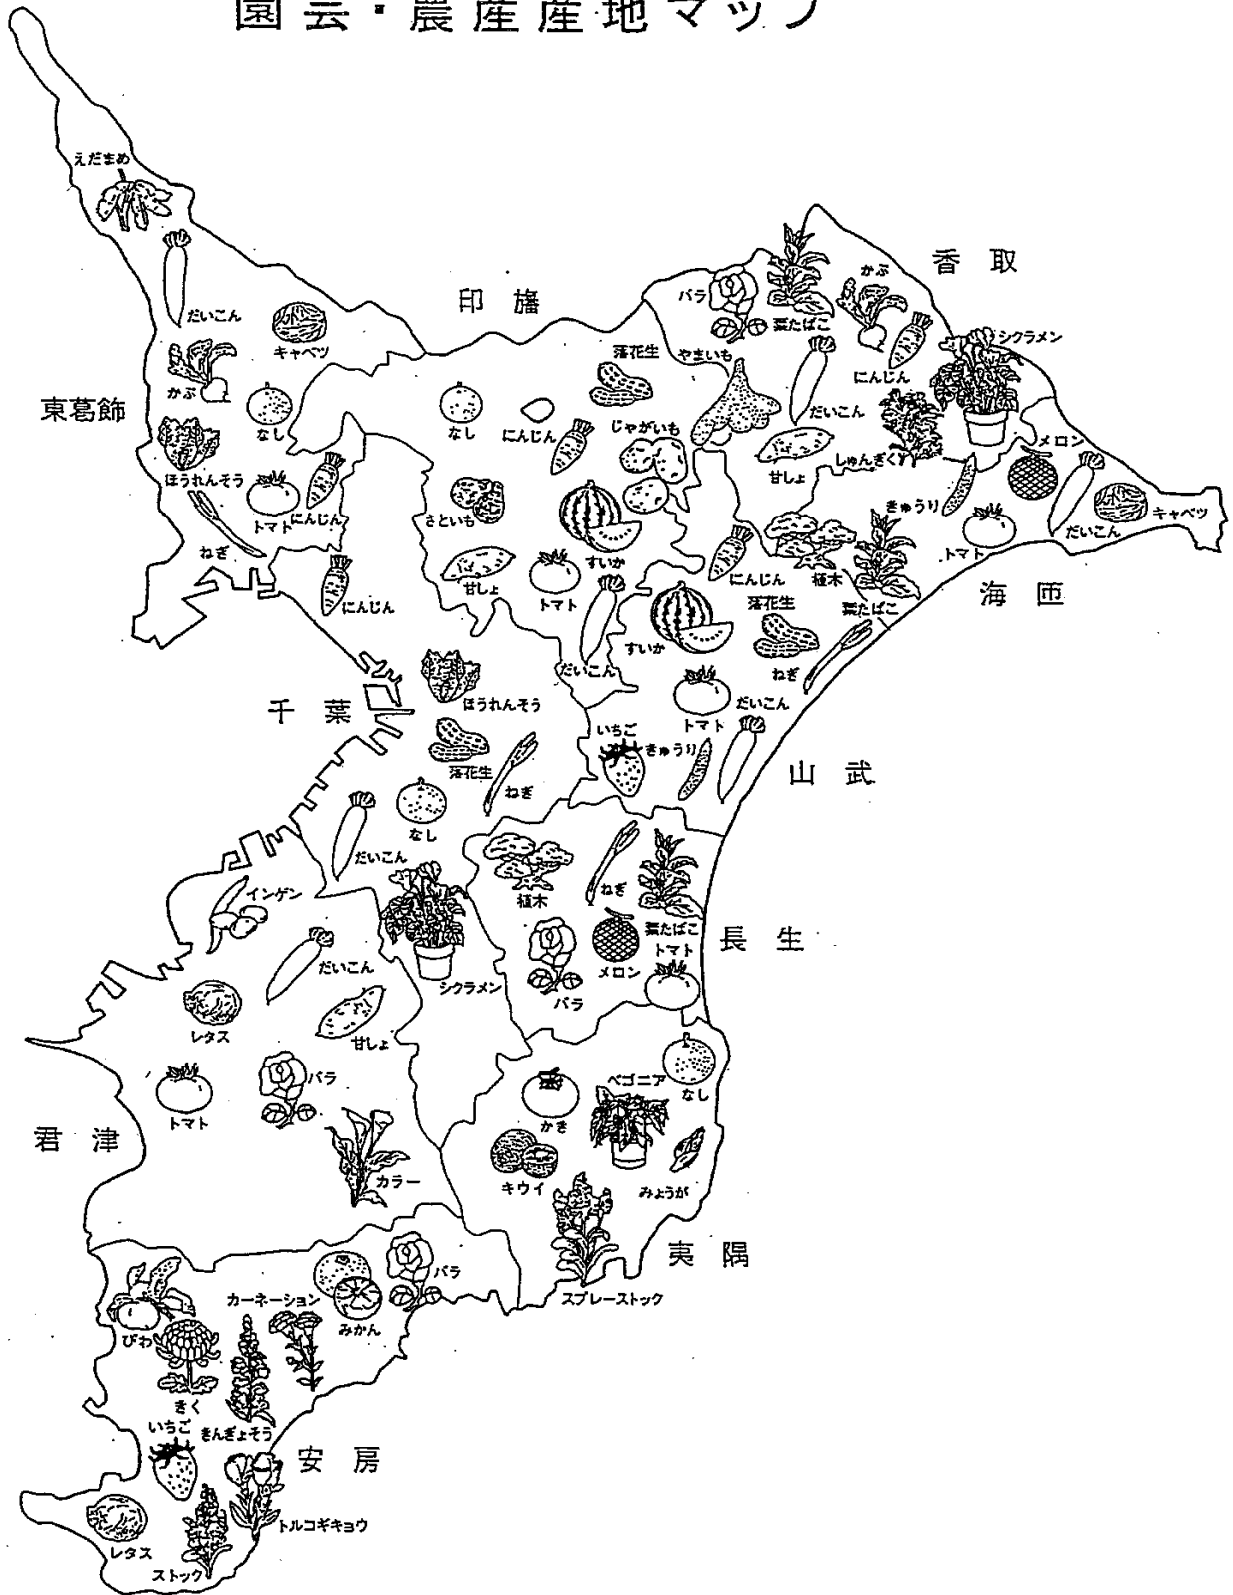 園芸・農産産地マップ
えだまめ
だいこん
キャベツ
かぶ
なし
東葛飾
ほうれんそう
トマト
にんじん
ねぎ
印旛
落花生
なし
にんじん
じゃがいも
さといも
すいか
甘しょ
トマト
だいこん
香取
バラ
葉たばこ
かぶ
シクラメン
やまいも
にんじん
だいこん
しゅんぎく
甘しょ
メロン
きゅうり
キャベツ
だいこん
トマト
海匝
にんじん
植木
葉たばこ
落花生
すいか
ねぎ
だいこん
トマト
いちご
きゅうり
山武
にんじん
千葉
ほうれんそう
落花生
ねぎ
なし
だいこん
シクラメン
植木
ねぎ
葉たばこ
トマト
メロン
バラ
長生
インゲン
だいこん
レタス
甘しょ
トマト
バラ
カラー
君津
なし
ベゴニア
かき
キウイ
みょうが
スプレーストック
夷隅
バラ
カーネーション
みかん
びわ
きく
いちご
きんぎょそう
安房
トルコギキョウ
レタス
ストック